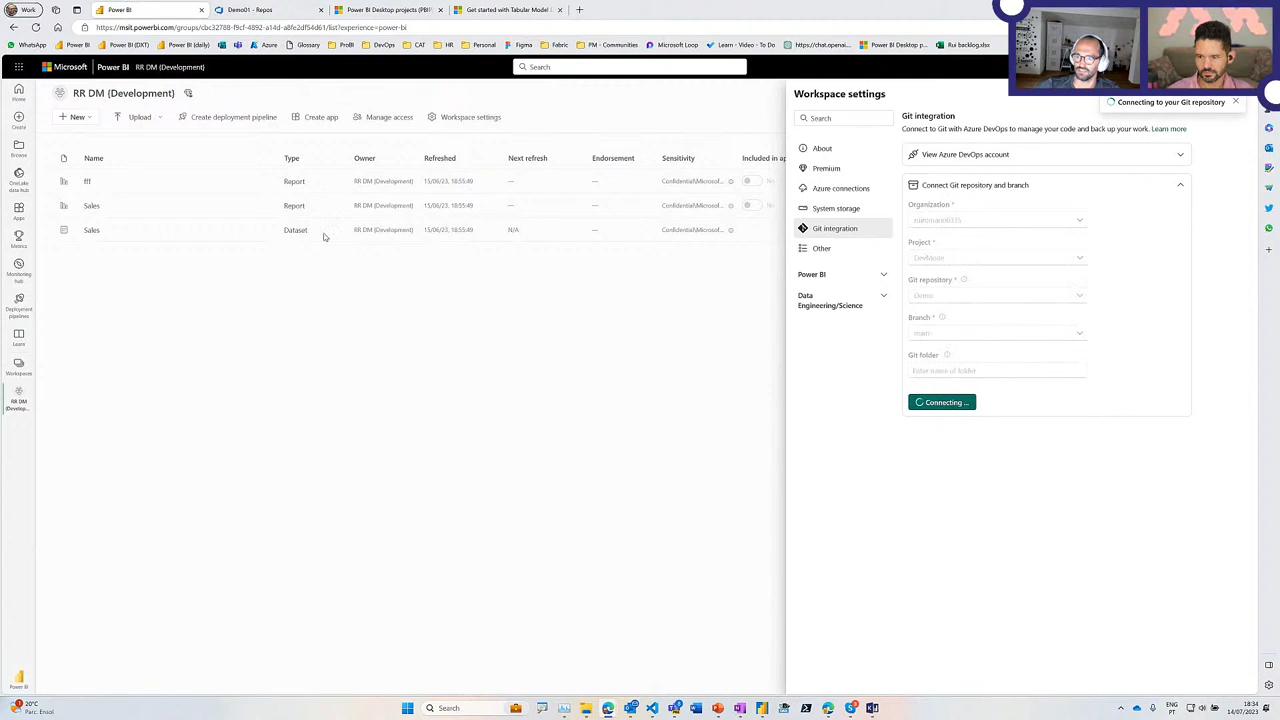 Work
Power BI
Demo01 - Repos
Power BI Desktop projects (PBIP
Get started with Tabular Model D
https://msit.powerbi.com/groups/cbc32788-f9cf-4892-a14d-a8fe2df54d61/list?experience=power-bi
WhatsApp
Power BI
Power BI (DXT)
Power BI (daily)
Azure
Glossary
ProBI
DevOps
CAT
HR
Personal
Figma
Fabric
PM - Communities
Microsoft Loop
Learn - Video - To Do
https://chat.openai....
Power BI Desktop p...
Rui backlog.xlsx
Microsoft
Power BI
RR DM (Development)
Search
RR DM (Development)
New
Upload
Create deployment pipeline
Create app
Manage access
Workspace settings
Name
Type
Owner
Refreshed
Next refresh
Endorsement
Sensitivity
Included in ap
fff
Report
RR DM (Development)
15/06/23, 18:55:49
—
—
Confidential\Microsof...
No
Sales
Report
RR DM (Development)
15/06/23, 18:55:49
—
—
Confidential\Microsof...
No
Sales
Dataset
RR DM (Development)
15/06/23, 18:55:49
N/A
—
Confidential\Microsof...
Home
Create
Browse
OneLake
data hub
Apps
Metrics
Monitoring
hub
Deployment
pipelines
Learn
Workspaces
RR DM
(Develop...
Power BI
Workspace settings
Search
About
Premium
Azure connections
System storage
Git integration
Other
Power BI
Data
Engineering/Science
Connecting to your Git repository
Git integration
Connect to Git with Azure DevOps to manage your code and back up your work. Learn more
View Azure DevOps account
Connect Git repository and branch
Organization *
ruiromano0335
Project *
DevMode
Git repository *
Demo
Branch *
main
Git folder
Enter name of folder
Connecting ...
20°C
Parc. Ensol
Search
ENG
PT
18:34
14/07/2023